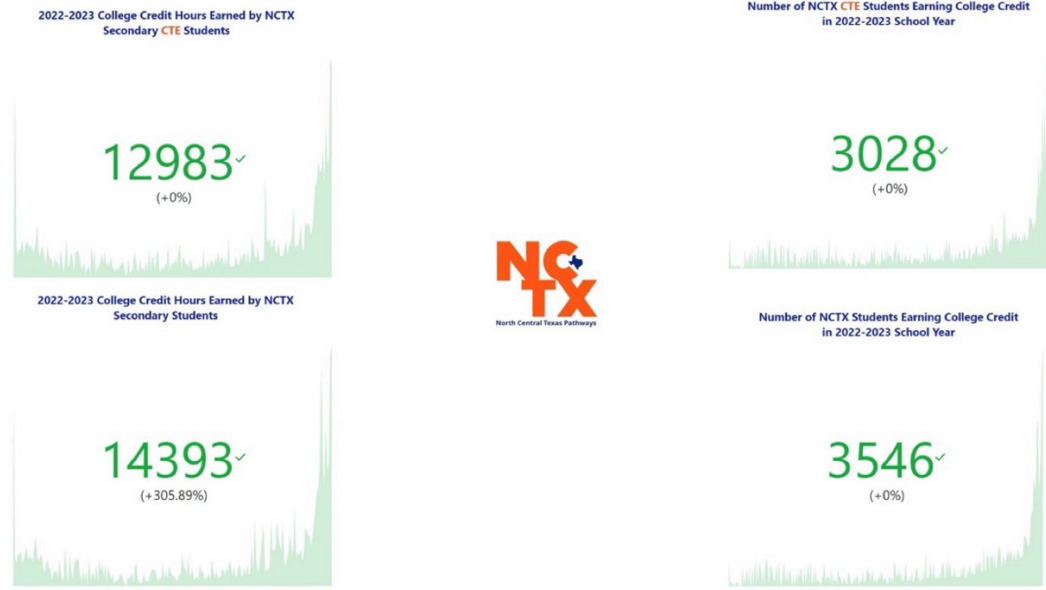 2022-2023 College Credit Hours Earned by NCTX
Secondary CTE Students
12983
(+0%)
Number of NCTX CTE Students Earning College Credit
in 2022-2023 School Year
3028
(+0%)
NC
TX
North Central Texas Pathways
2022-2023 College Credit Hours Earned by NCTX
Secondary Students
14393
(+305.89%)
Number of NCTX Students Earning College Credit
in 2022-2023 School Year
3546
(+0%)